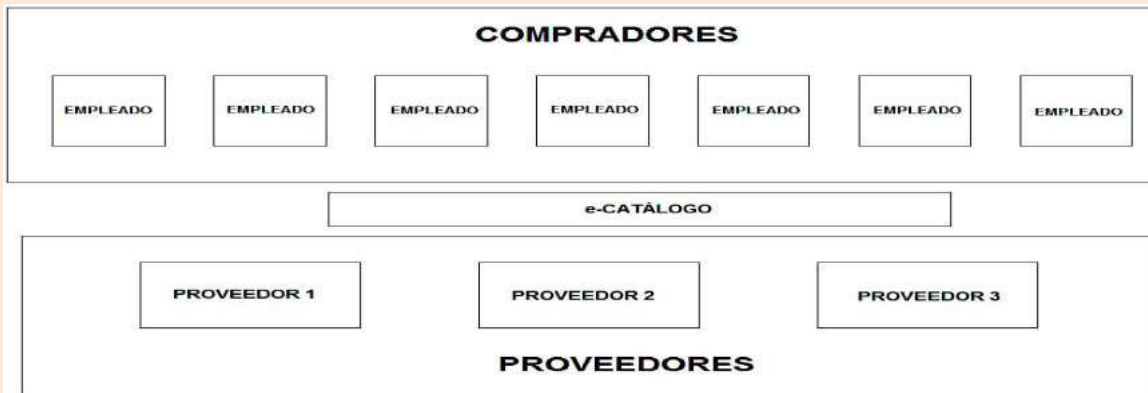 COMPRADORES
EMPLEADO EMPLEADO EMPLEADO EMPLEADO EMPLEADO EMPLEADO EMPLEADO
e-CATÁLOGO
PROVEEDOR 1 PROVEEDOR 2 PROVEEDOR 3
PROVEEDORES